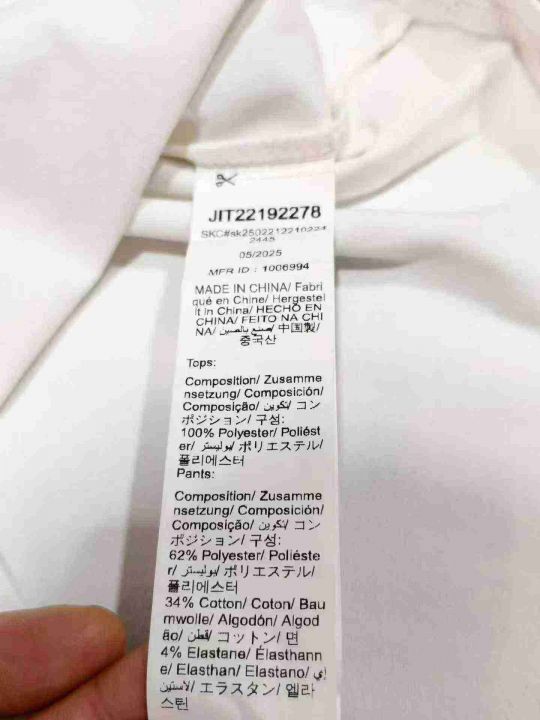 JIT22192278
SKC#sk2502212210224
2445
05/2025
MFR ID : 1006994
MADE IN CHINA/ Fabri
qué en Chine/ Hergestel
lt in China/ HECHO EN
CHINA/ FEITO NA CHI
NA/ صنع بالصين/ 中国製/
중국산
Tops:
Composition/ Zusamme
nsetzung/ Composición/
Composição/ تكوين/ コン
ポジション/ 구성:
100% Polyester/ Poliést
er/ بوليستر/ ポリエステル/
폴리에스터
Pants:
Composition/ Zusamme
nsetzung/ Composición/
Composição/ تكوين/ コン
ポジション/ 구성:
62% Polyester/ Poliéste
r/ بوليستر/ ポリエステル/
폴리에스터
34% Cotton/ Coton/ Bau
mwolle/ Algodón/ Algod
ão/ قطن/ コットン/ 면
4% Elastane/ Élasthann
e/ Elasthan/ Elastano/ إي
لاستين/ エラスタン/ 엘라
스틴